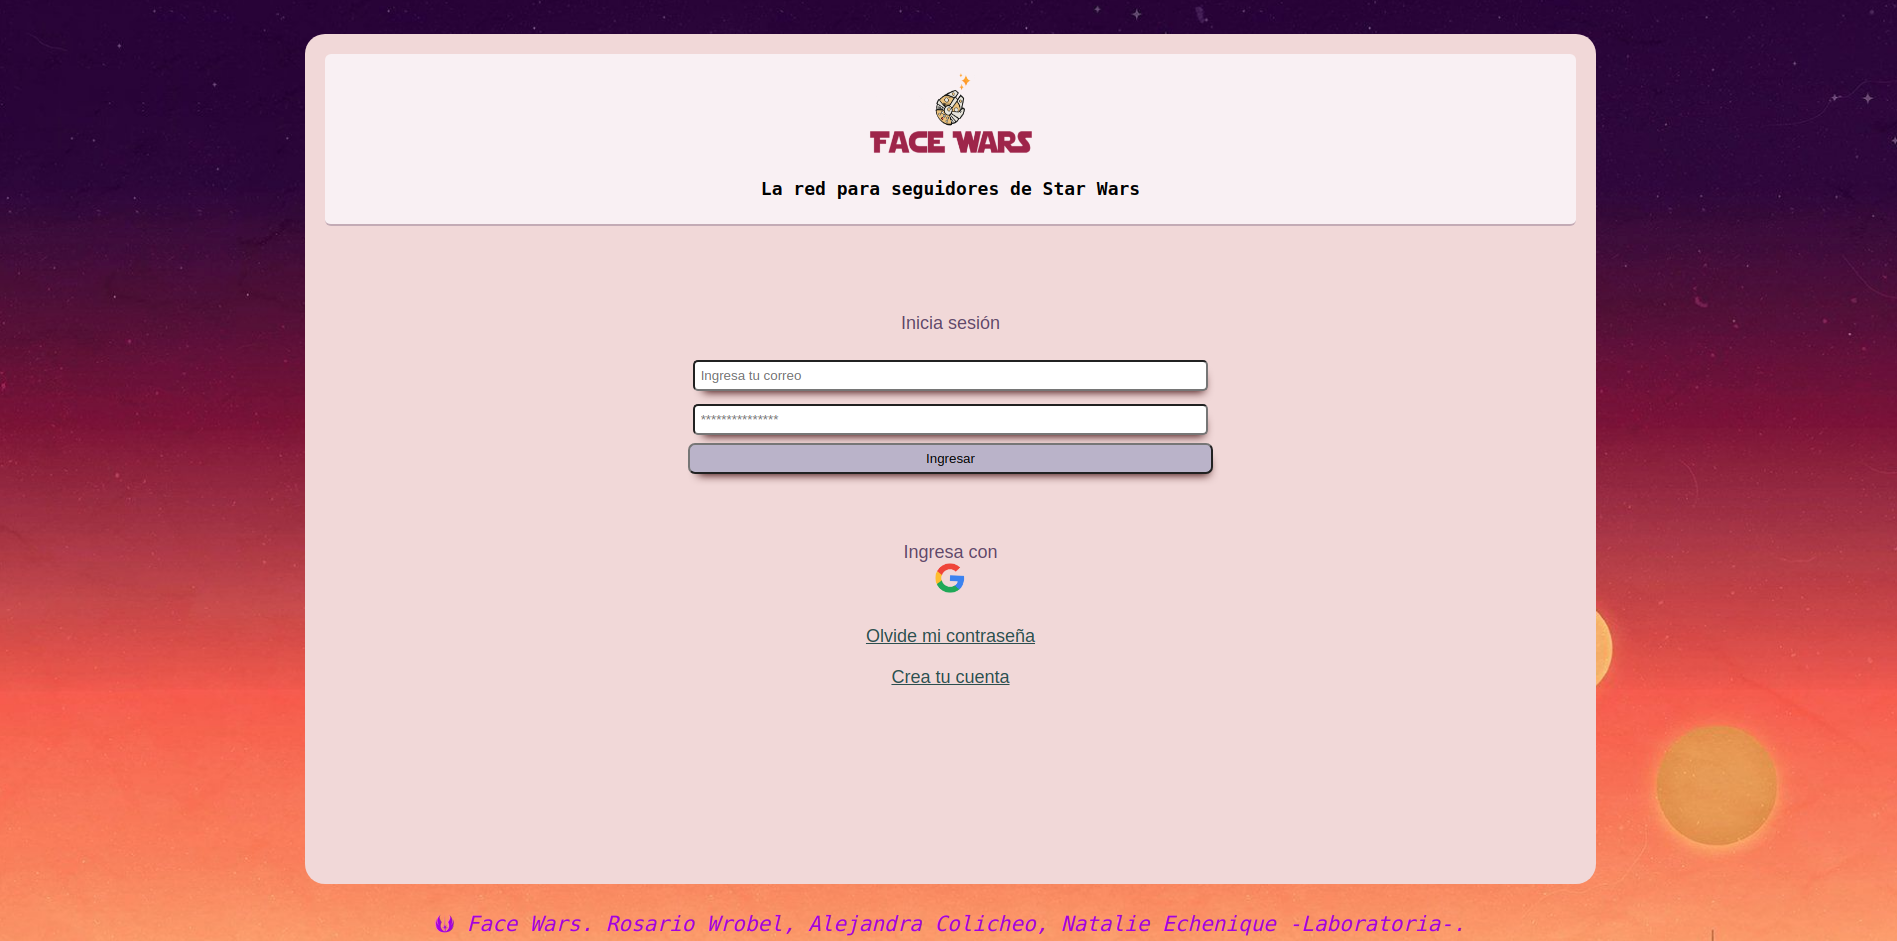 FACE WARS
La red para seguidores de Star Wars
Inicia sesión
Ingresa tu correo
***************
Ingresar
Ingresa con
Olvide mi contraseña
Crea tu cuenta
Face Wars. Rosario Wrobel, Alejandra Colicheo, Natalie Echenique -Laboratoria-.